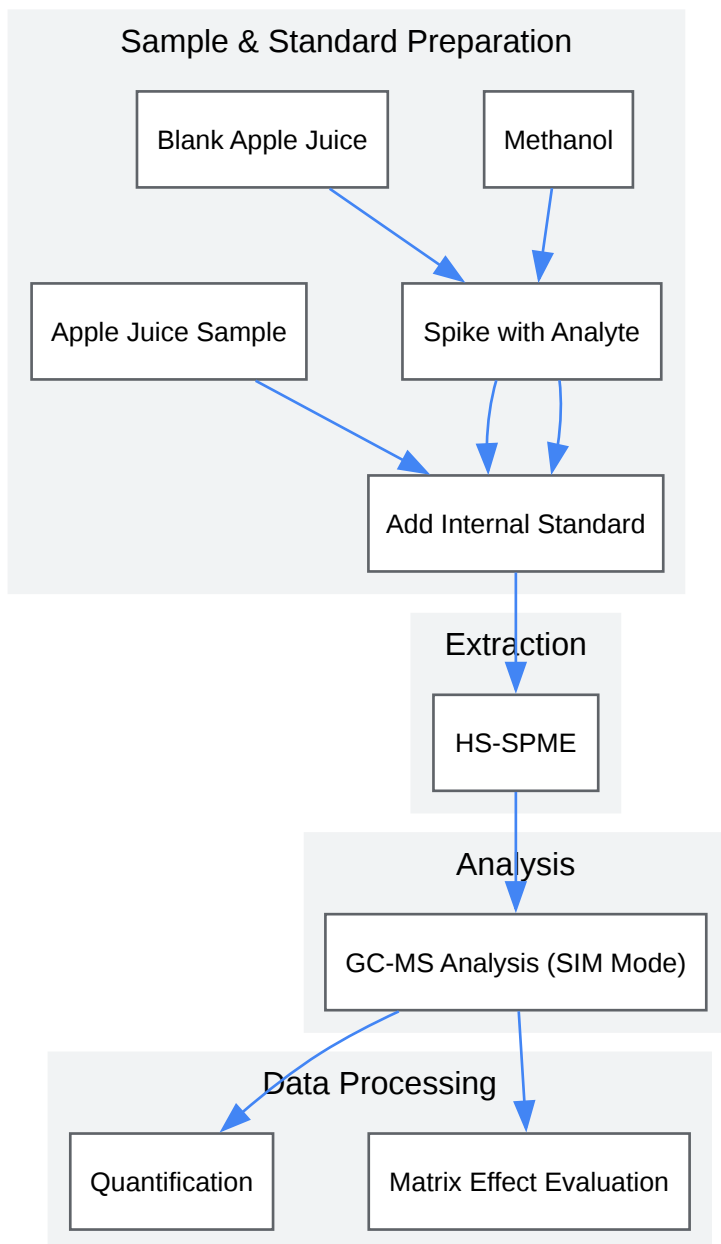 Sample & Standard Preparation
Blank Apple Juice
Methanol
Apple Juice Sample
Spike with Analyte
Add Internal Standard
Extraction
HS-SPME
Analysis
GC-MS Analysis (SIM Mode)
Data Processing
Quantification
Matrix Effect Evaluation